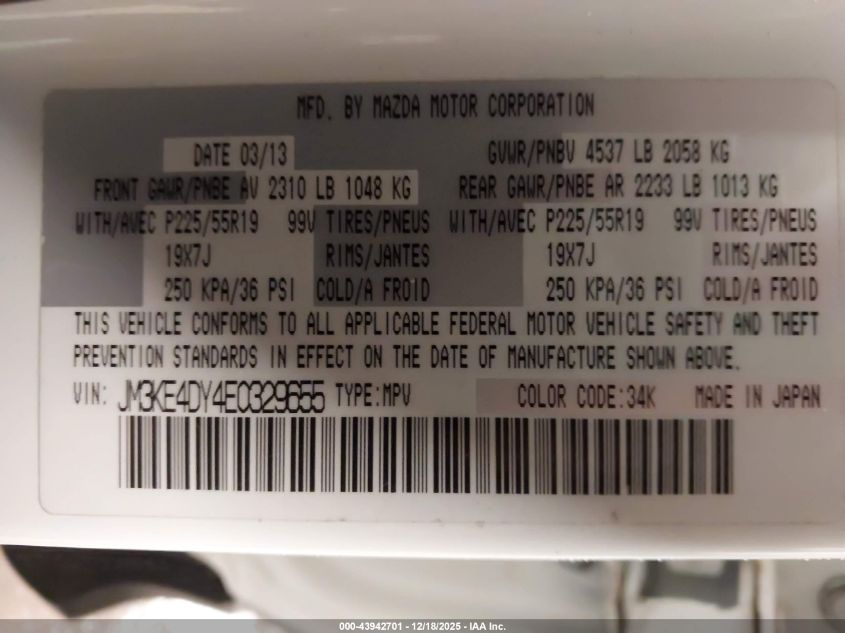 MFD. BY MAZDA MOTOR CORPORATION
DATE 03/13 GVWR/PNBV 4537 LB 2058 KG
FRONT GAWR/PNBE AV 2310 LB 1048 KG REAR GAWR/PNBE AR 2233 LB 1013 KG
WITH/AVEC P225/55R19 99V TIRES/PNEUS WITH/AVEC P225/55R19 99V TIRES/PNEUS
19X7J RIMS/JANTES 19X7J RIMS/JANTES
250 KPA/36 PSI COLD/A FROID 250 KPA/36 PSI COLD/A FROID
THIS VEHICLE CONFORMS TO ALL APPLICABLE FEDERAL MOTOR VEHICLE SAFETY AND THEFT
PREVENTION STANDARDS IN EFFECT ON THE DATE OF MANUFACTURE SHOWN ABOVE.
VIN: JM3KE4DY4E0329655 TYPE:MPV COLOR CODE:34K MADE IN JAPAN
000-43942701 - 12/18/2025 - IAA Inc.